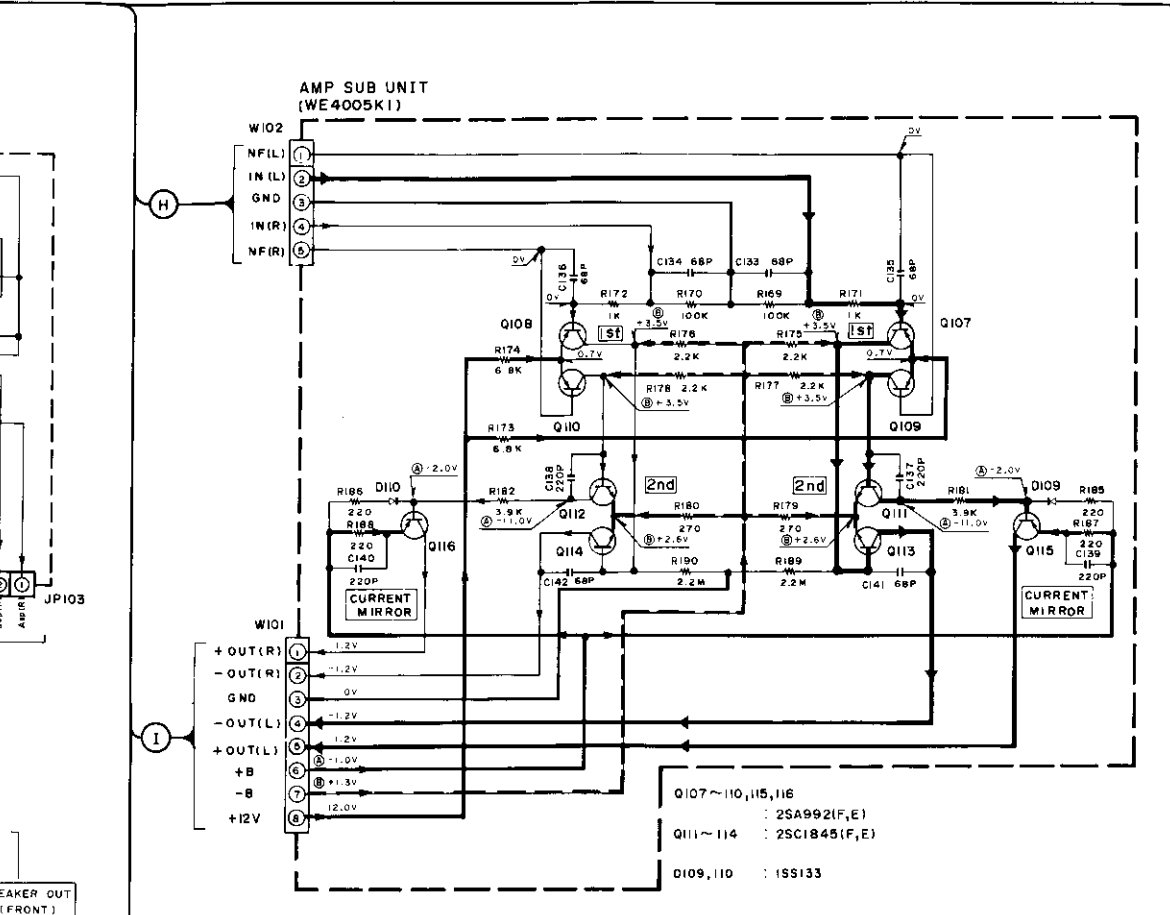 AMP SUB UNIT
(WE4005K1)
W102
NF(L) 1
IN(L) 2
GND 3
IN(R) 4
NF(R) 5
H
0V
0V
C136 68P
C134 68P
C133 68P
C135 68P
0V
R172 1K
R170 100K
R169 100K
R171 1K
0V
Q108
1st
Ⓑ +3.5V
R176 2.2K
R175 2.2K
Ⓑ +3.5V
1st
Q107
R174 6.8K
0.7V
0.7V
R178 2.2K
R177 2.2K
Ⓑ+3.5V
Ⓑ+3.5V
Q110
Q109
R173 6.8K
Ⓐ-2.0V
C138 220P
2nd
2nd
C137 220P
Ⓐ-2.0V
R186 220
D110
R182 3.9K
Q112
R180 270
R179 270
Q111
R181 3.9K
D109
R185 220
Ⓐ-11.0V
Ⓐ-11.0V
R188 220
Q116
Q114
Ⓑ+2.6V
Ⓑ+2.6V
Q113
Q115
R187 220
C140 220P
C142 68P
R190 2.2M
R189 2.2M
C141 68P
C139 220P
CURRENT MIRROR
CURRENT MIRROR
JP103
2 1
Amp(R)
W101
+OUT(R) 1 1.2V
-OUT(R) 2 -1.2V
GND 3 0V
-OUT(L) 4 -1.2V
+OUT(L) 5 1.2V
+B 6 Ⓐ-1.0V
-B 7 Ⓑ+1.3V
+12V 8 12.0V
I
Q107~110,115,116
: 2SA992(F,E)
Q111~114 : 2SC1845(F,E)
D109,110 : 1SS133
EAKER OUT
(FRONT)